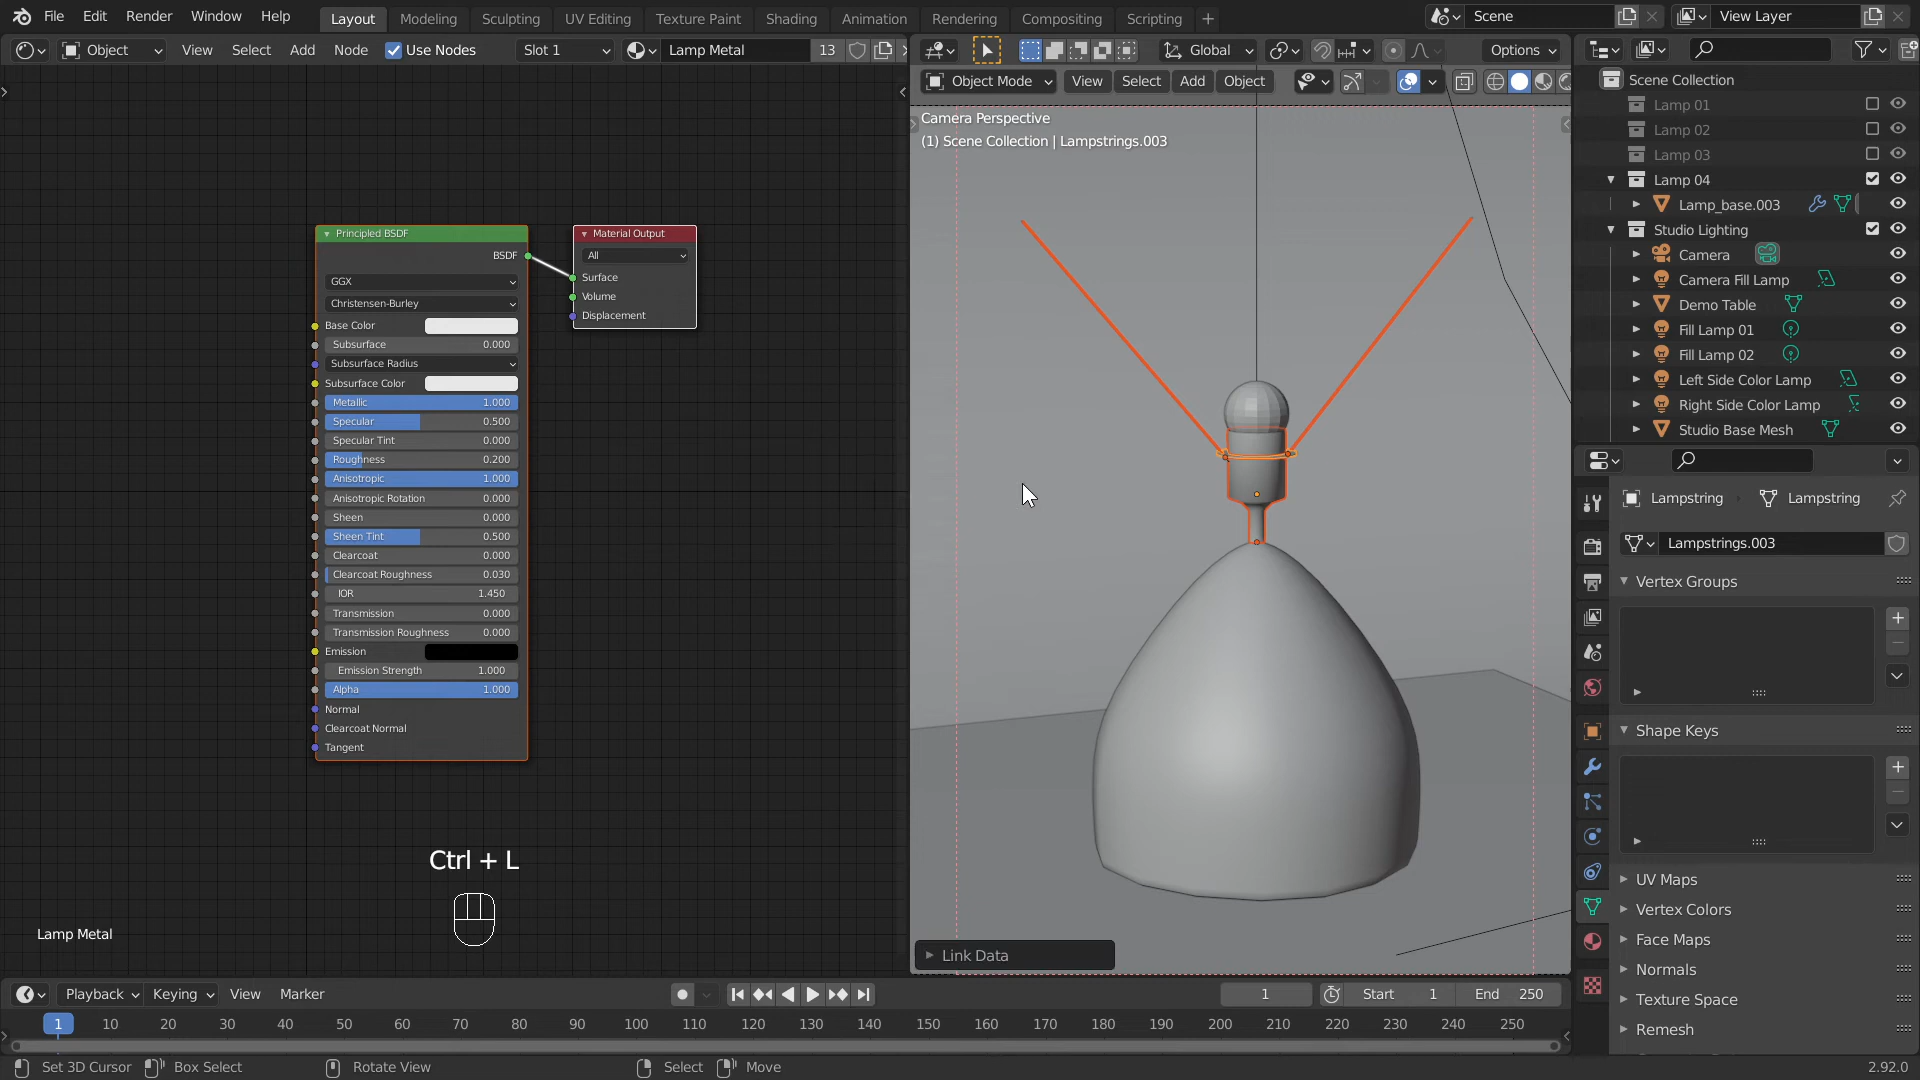 File Edit Render Window Help Layout Modeling Sculpting UV Editing Texture Paint Shading Animation Rendering Compositing Scripting + Scene View Layer
Object View Select Add Node Use Nodes Slot 1 Lamp Metal 13 Global Options
Object Mode View Select Add Object
Camera Perspective
(1) Scene Collection | Lampstrings.003
Principled BSDF
BSDF
GGX
Christensen-Burley
Base Color
Subsurface 0.000
Subsurface Radius
Subsurface Color
Metallic 1.000
Specular 0.500
Specular Tint 0.000
Roughness 0.200
Anisotropic 1.000
Anisotropic Rotation 0.000
Sheen 0.000
Sheen Tint 0.500
Clearcoat 0.000
Clearcoat Roughness 0.030
IOR 1.450
Transmission 0.000
Transmission Roughness 0.000
Emission
Emission Strength 1.000
Alpha 1.000
Normal
Clearcoat Normal
Tangent
Material Output
All
Surface
Volume
Displacement
Ctrl + L
Lamp Metal
Link Data
Scene Collection
Lamp 01
Lamp 02
Lamp 03
Lamp 04
Lamp_base.003
Studio Lighting
Camera
Camera Fill Lamp
Demo Table
Fill Lamp 01
Fill Lamp 02
Left Side Color Lamp
Right Side Color Lamp
Studio Base Mesh
Lampstring Lampstring
Lampstrings.003
Vertex Groups
Shape Keys
UV Maps
Vertex Colors
Face Maps
Normals
Texture Space
Remesh
Playback Keying View Marker 1 Start 1 End 250
1 10 20 30 40 50 60 70 80 90 100 110 120 130 140 150 160 170 180 190 200 210 220 230 240 250
Set 3D Cursor Box Select Rotate View Select Move 2.92.0